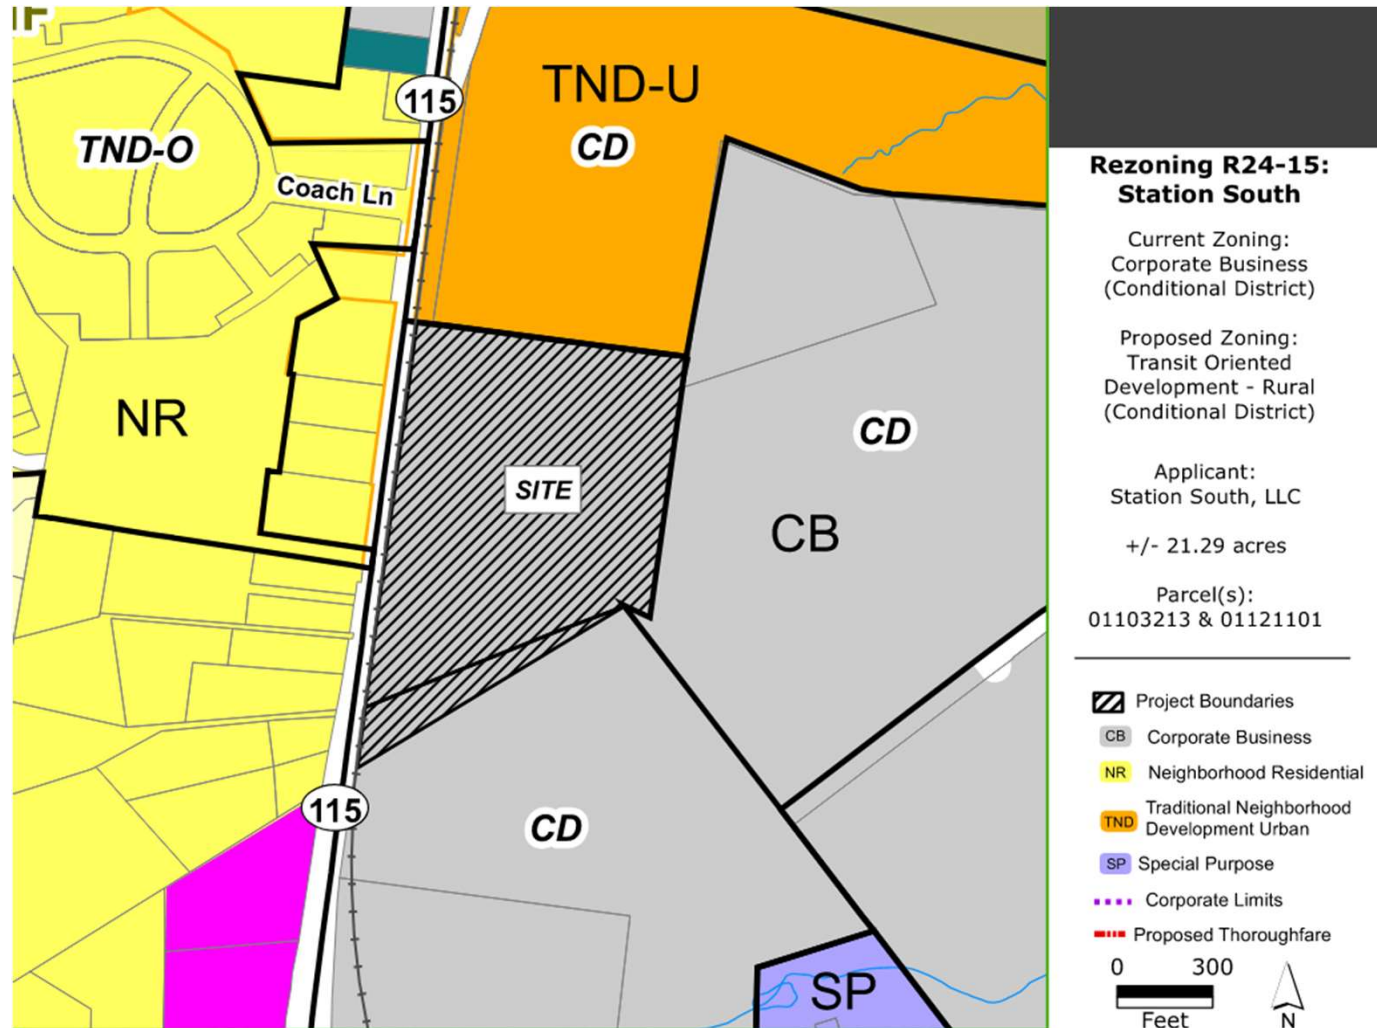 115
TND-U
CD
TND-O
Coach Ln
NR
SITE
CD
CB
115
CD
SP
Rezoning R24-15:
Station South
Current Zoning:
Corporate Business
(Conditional District)
Proposed Zoning:
Transit Oriented
Development - Rural
(Conditional District)
Applicant:
Station South, LLC
+/- 21.29 acres
Parcel(s):
01103213 & 01121101
Project Boundaries
CB Corporate Business
NR Neighborhood Residential
TND Traditional Neighborhood
Development Urban
SP Special Purpose
Corporate Limits
Proposed Thoroughfare
0 300
Feet
N